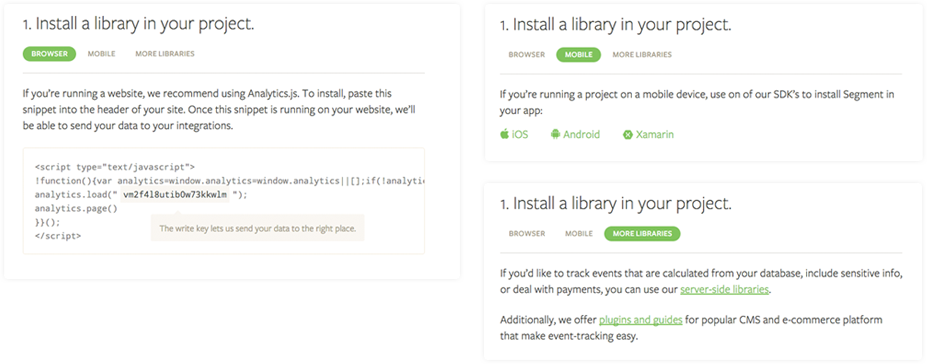 1. Install a library in your project.
BROWSER MOBILE MORE LIBRARIES
If you're running a website, we recommend using Analytics.js. To install, paste this
snippet into the header of your site. Once this snippet is running on your website, we'll
be able to send your data to your integrations.
<script type="text/javascript">
!function(){var analytics=window.analytics=window.analytics||[];if(!analytic
analytics.load(" vm2f4l8utib0w73kkwlm ");
analytics.page()
}}();
</script>
The write key lets us send your data to the right place.
1. Install a library in your project.
BROWSER MOBILE MORE LIBRARIES
If you're running a project on a mobile device, use on of our SDK's to install Segment in
your app:
iOS Android Xamarin
1. Install a library in your project.
BROWSER MOBILE MORE LIBRARIES
If you'd like to track events that are calculated from your database, include sensitive info,
or deal with payments, you can use our server-side libraries.
Additionally, we offer plugins and guides for popular CMS and e-commerce platform
that make event-tracking easy.